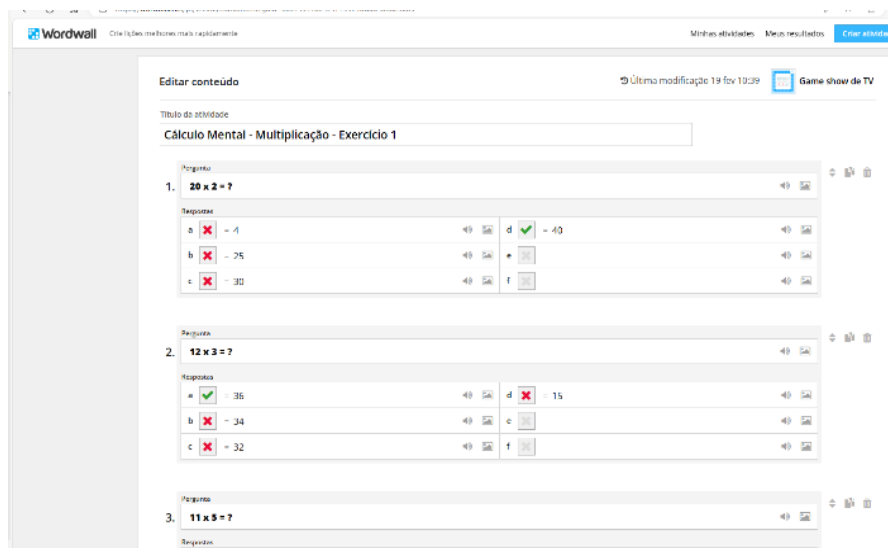 Wordwall Crie lições melhores mais rapidamente Minhas atividades Meus resultados Criar ativida
Editar conteúdo Última modificação 19 fev 10:39 Game show de TV
Título da atividade
Cálculo Mental - Multiplicação - Exercício 1
Pergunta
1. 20 x 2 = ?
Respostas
a = 4 d = 40
b = 25 e
c = 30 f
Pergunta
2. 12 x 3 = ?
Respostas
a = 36 d = 15
b = 34 e
c = 32 f
Pergunta
3. 11 x 5 = ?
Respostas